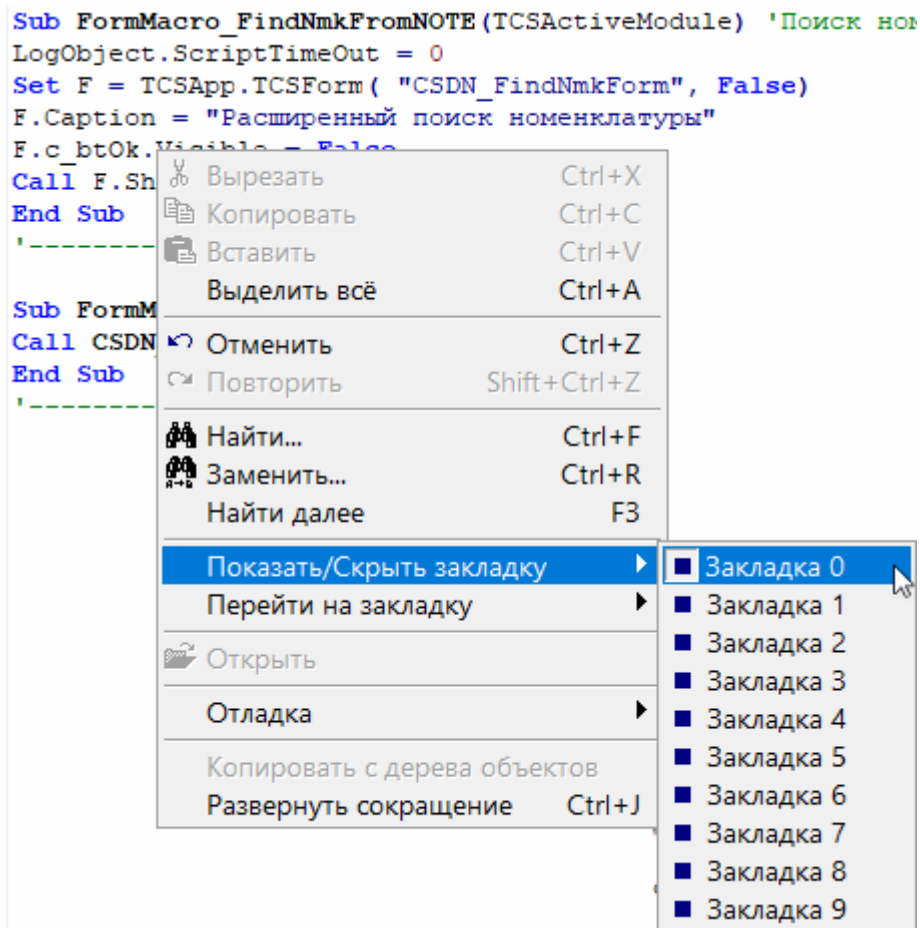 Sub FormMacro_FindNmkFromNOTE(TCSActiveModule) 'Поиск
LogObject.ScriptTimeOut = 0
Set F = TCSApp.TCSForm( "CSDN_FindNmkForm", False)
F.Caption = "Расширенный поиск номенклатуры"
F.c_btOk.Visible = False
Call F.Sh
End Sub
'---------
Sub FormM
Call CSDN
End Sub
'---------
Вырезать Ctrl+X
Копировать Ctrl+C
Вставить Ctrl+V
Выделить всё Ctrl+A
Отменить Ctrl+Z
Повторить Shift+Ctrl+Z
Найти... Ctrl+F
Заменить... Ctrl+R
Найти далее F3
Показать/Скрыть закладку
Перейти на закладку
Открыть
Отладка
Копировать с дерева объектов
Развернуть сокращение Ctrl+J
Закладка 0
Закладка 1
Закладка 2
Закладка 3
Закладка 4
Закладка 5
Закладка 6
Закладка 7
Закладка 8
Закладка 9